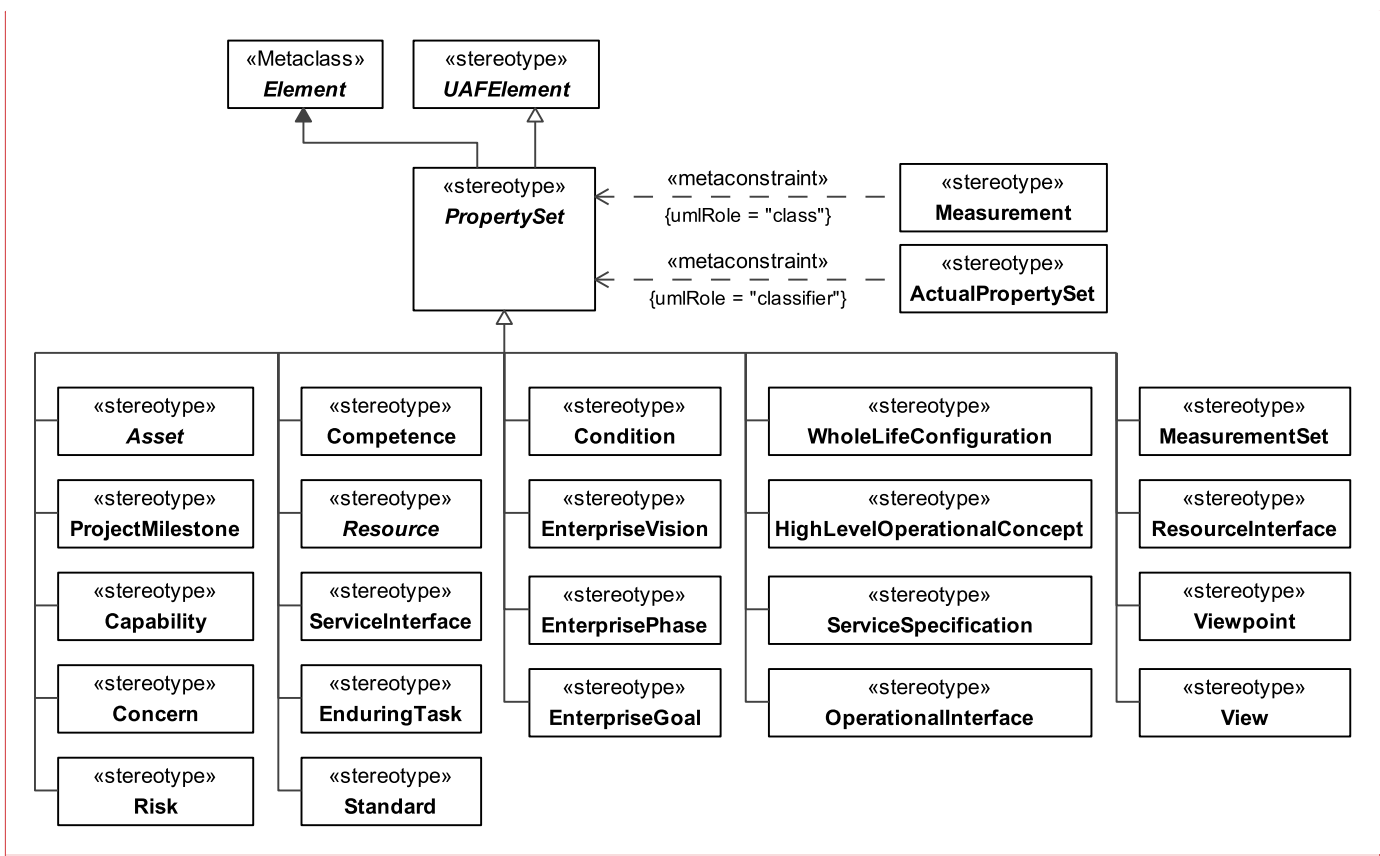 «Metaclass»
Element
«stereotype»
UAFElement
«stereotype»
PropertySet
«metaconstraint»
{umlRole = "class"}
«stereotype»
Measurement
«metaconstraint»
{umlRole = "classifier"}
«stereotype»
ActualPropertySet
«stereotype»
Asset
«stereotype»
Competence
«stereotype»
Condition
«stereotype»
WholeLifeConfiguration
«stereotype»
MeasurementSet
«stereotype»
ProjectMilestone
«stereotype»
Resource
«stereotype»
EnterpriseVision
«stereotype»
HighLevelOperationalConcept
«stereotype»
ResourceInterface
«stereotype»
Capability
«stereotype»
ServiceInterface
«stereotype»
EnterprisePhase
«stereotype»
ServiceSpecification
«stereotype»
Viewpoint
«stereotype»
Concern
«stereotype»
EnduringTask
«stereotype»
EnterpriseGoal
«stereotype»
OperationalInterface
«stereotype»
View
«stereotype»
Risk
«stereotype»
Standard